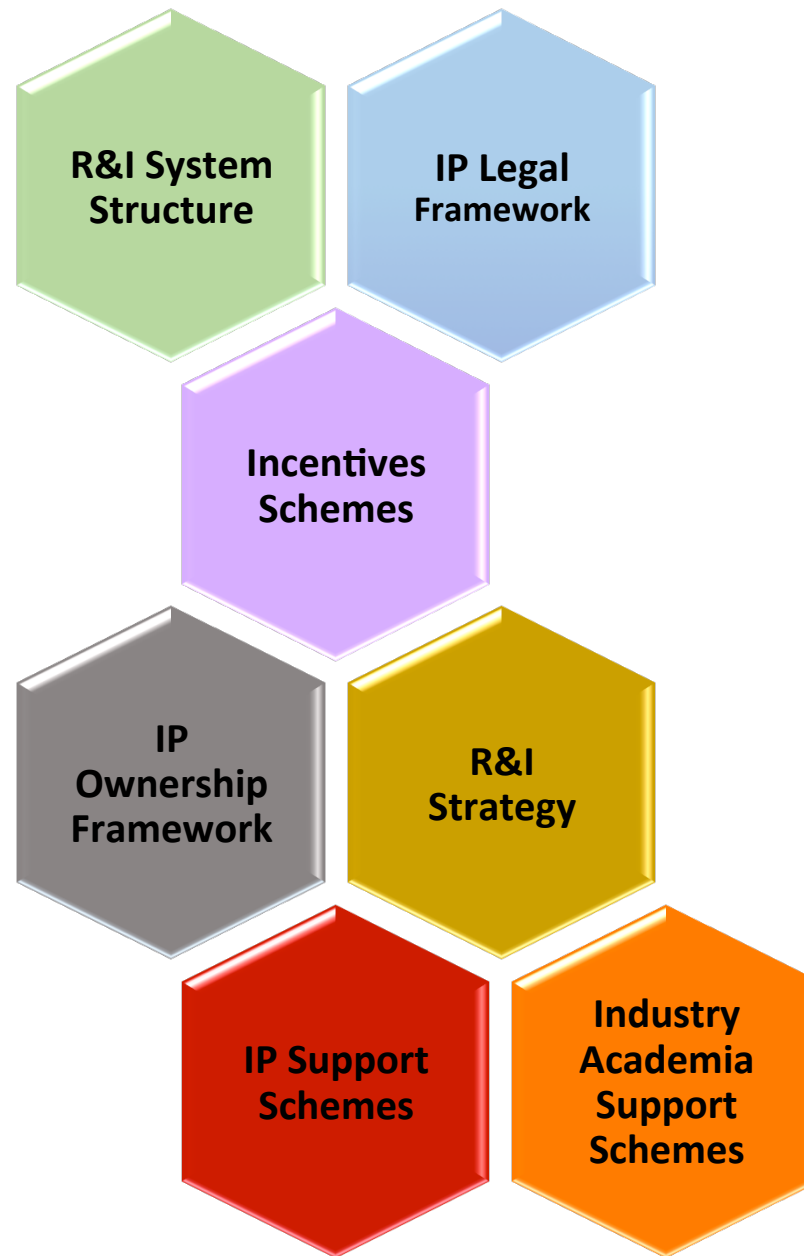 R&I System
Structure
IP Legal
Framework
Incentives
Schemes
IP
Ownership
Framework
R&I
Strategy
IP Support
Schemes
Industry
Academia
Support
Schemes